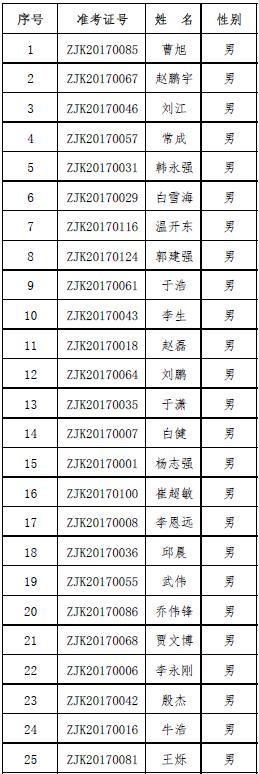 序号 准考证号 姓 名 性别
1 ZJK20170085 曹旭 男
2 ZJK20170067 赵鹏宇 男
3 ZJK20170046 刘江 男
4 ZJK20170057 常成 男
5 ZJK20170031 韩永强 男
6 ZJK20170029 白雪海 男
7 ZJK20170116 温开东 男
8 ZJK20170124 郭建强 男
9 ZJK20170061 于浩 男
10 ZJK20170043 李生 男
11 ZJK20170018 赵磊 男
12 ZJK20170064 刘鹏 男
13 ZJK20170035 于潇 男
14 ZJK20170007 白健 男
15 ZJK20170001 杨志强 男
16 ZJK20170100 崔超敏 男
17 ZJK20170008 李恩远 男
18 ZJK20170036 邱晨 男
19 ZJK20170055 武伟 男
20 ZJK20170086 乔伟锋 男
21 ZJK20170068 贾文博 男
22 ZJK20170006 李永刚 男
23 ZJK20170042 殷杰 男
24 ZJK20170016 牛浩 男
25 ZJK20170081 王烁 男